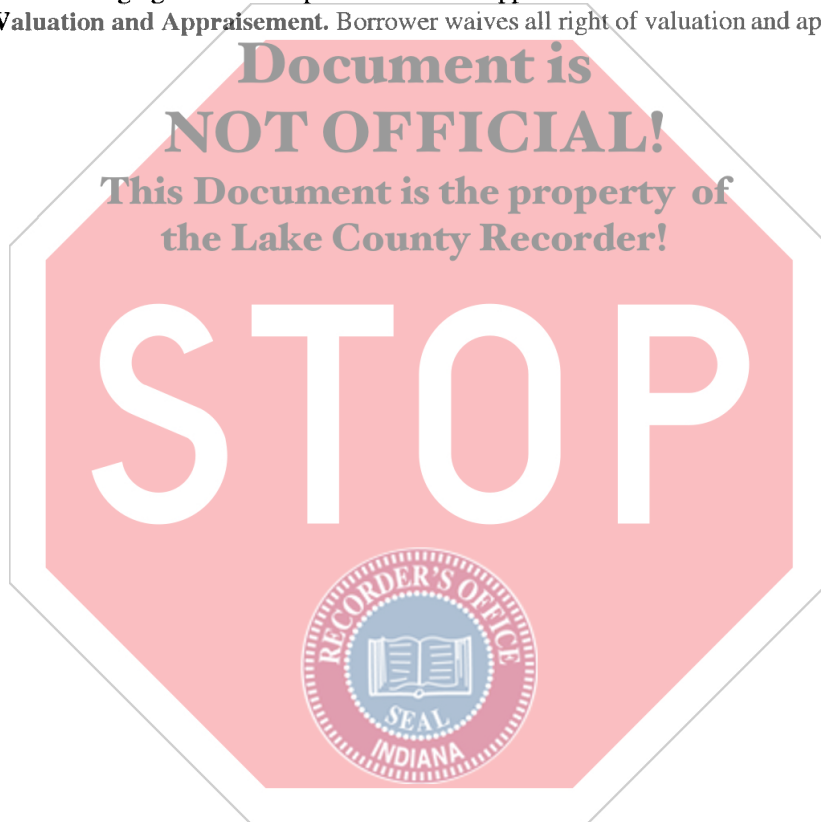 Valuation and Appraisement. Borrower waives all right of valuation and ap
Document is
NOT OFFICIAL!
This Document is the property of
the Lake County Recorder!
STOP
RECORDER'S OFFICE
SEAL
INDIANA